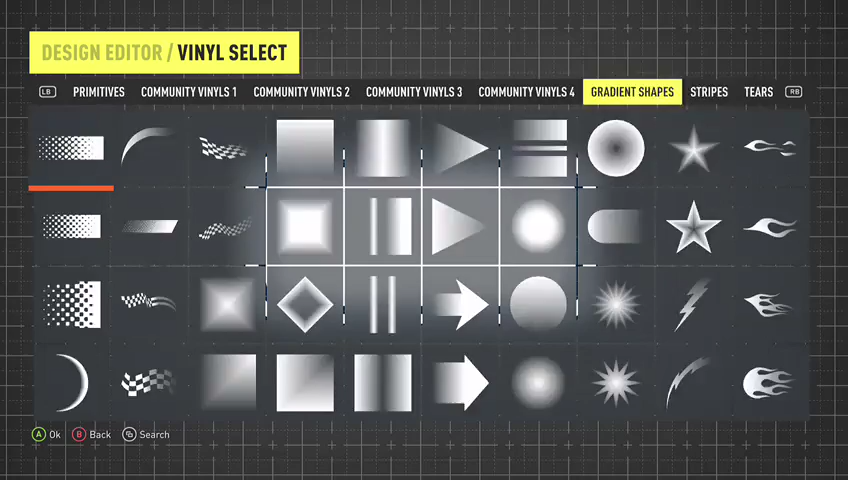 DESIGN EDITOR / VINYL SELECT
LB PRIMITIVES COMMUNITY VINYLS 1 COMMUNITY VINYLS 2 COMMUNITY VINYLS 3 COMMUNITY VINYLS 4 GRADIENT SHAPES STRIPES TEARS RB
A Ok B Back Search